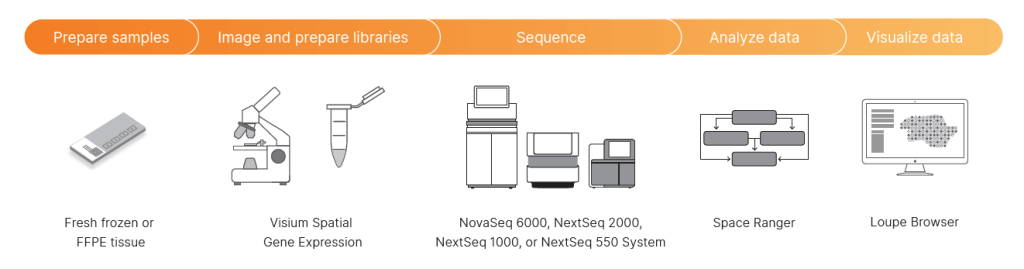 Prepare samples
Image and prepare libraries
Sequence
Analyze data
Visualize data
Fresh frozen or
FFPE tissue
Visium Spatial
Gene Expression
NovaSeq 6000, NextSeq 2000,
NextSeq 1000, or NextSeq 550 System
Space Ranger
Loupe Browser